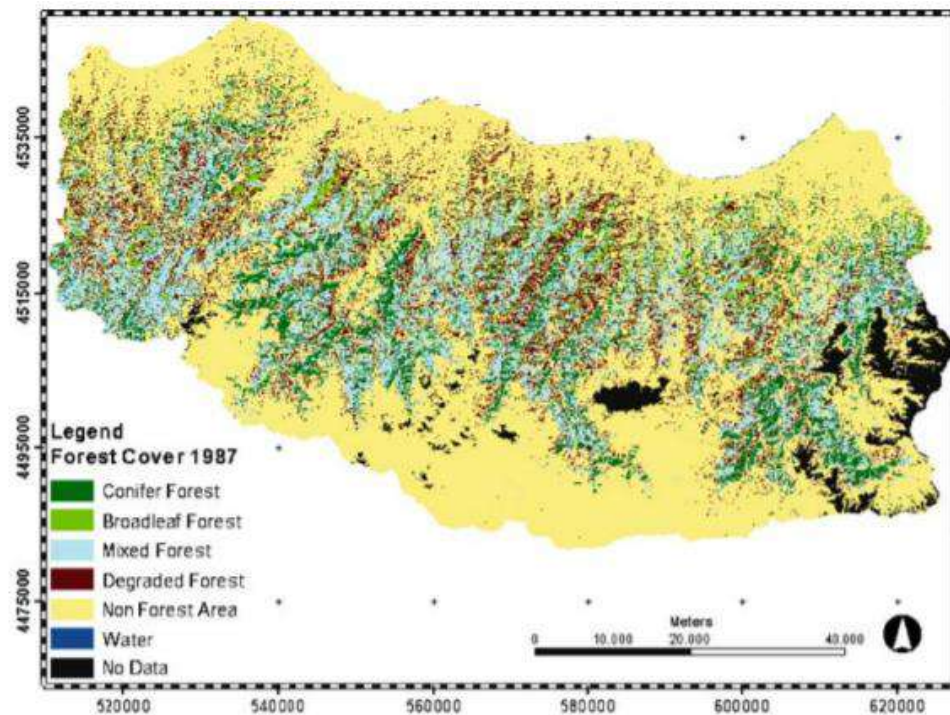 4535000
4515000
4495000
4475000
Legend
Forest Cover 1987
Conifer Forest
Broadleaf Forest
Mixed Forest
Degraded Forest
Non Forest Area
Water
No Data
Meters
0 10.000 20.000 40.000
520000 540000 560000 580000 600000 620000